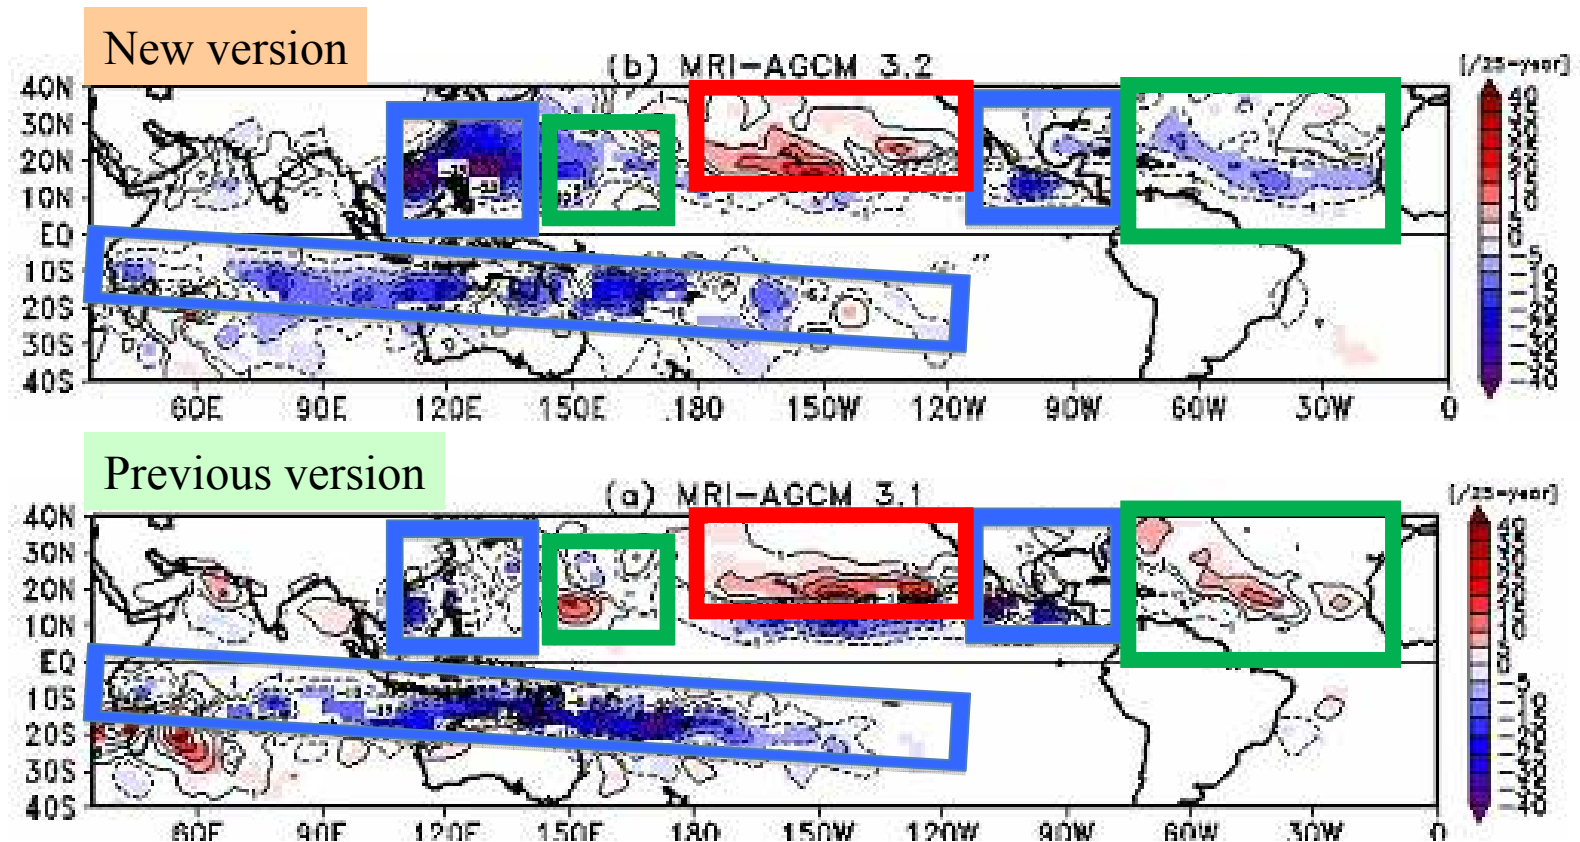 New version
(b) MRI-AGCM 3.2
[/25-year]
40N
30N
20N
10N
EQ
10S
20S
30S
40S
60E 90E 120E 150E 180 150W 120W 90W 60W 30W 0
Previous version
(a) MRI-AGCM 3.1
[/25-year]
40N
30N
20N
10N
EQ
10S
20S
30S
40S
60E 90E 120E 150E 180 150W 120W 90W 60W 30W 0